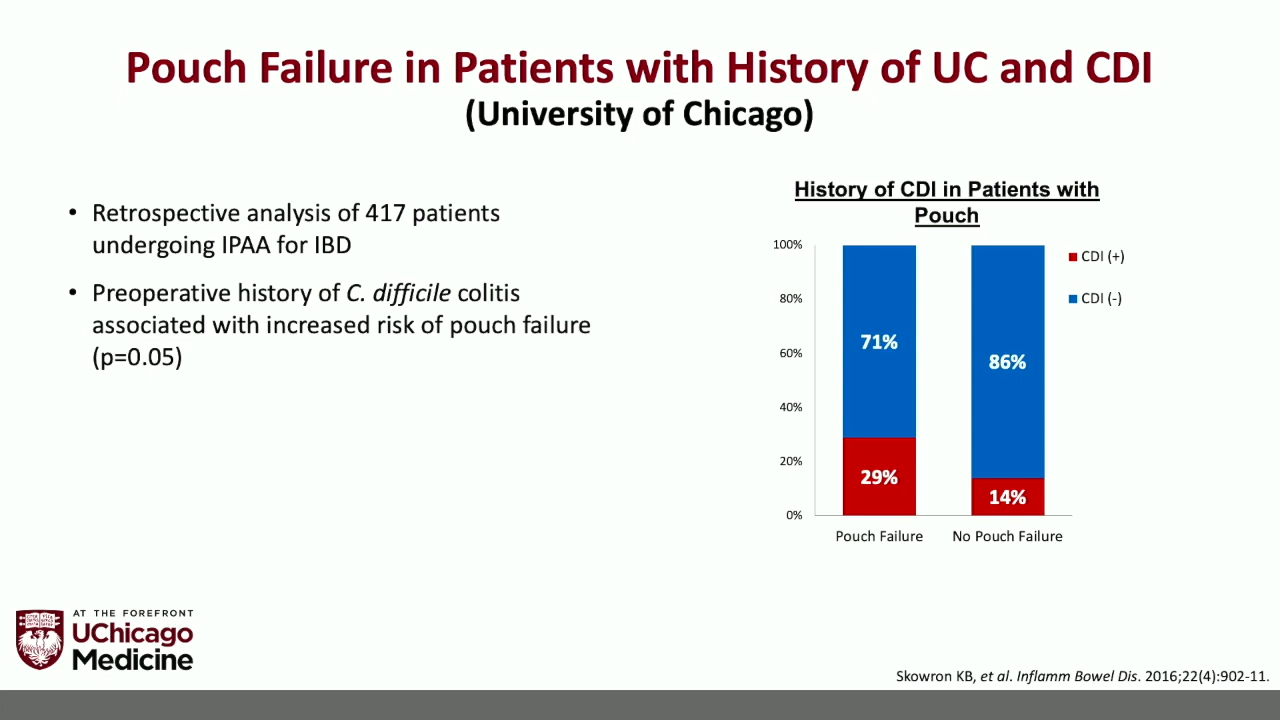 Pouch Failure in Patients with History of UC and CDI
(University of Chicago)
• Retrospective analysis of 417 patients
undergoing IPAA for IBD
• Preoperative history of C. difficile colitis
associated with increased risk of pouch failure
(p=0.05)
History of CDI in Patients with
Pouch
100%
80%
60%
40%
20%
0%
71%
29%
86%
14%
Pouch Failure
No Pouch Failure
CDI (+)
CDI (-)
AT THE FOREFRONT
UChicago
Medicine
Skowron KB, et al. Inflamm Bowel Dis. 2016;22(4):902-11.